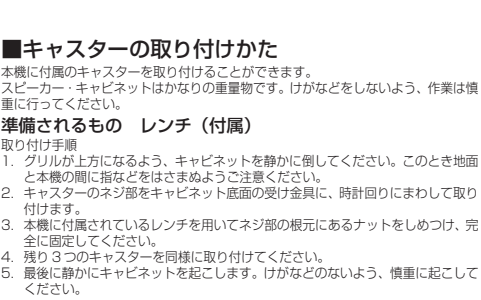 ■キャスターの取り付けかた
本機に付属のキャスターを取り付けることができます。
スピーカー・キャビネットはかなりの重量物です。けがなどをしないよう、作業は慎
重に行ってください。
準備されるもの　レンチ（付属）
取り付け手順
1. グリルが上方になるよう、キャビネットを静かに倒してください。このとき地面
と本機の間に指などをはさまぬようご注意ください。
2. キャスターのネジ部をキャビネット底面の受け金具に、時計回りにまわして取り
付けます。
3. 本機に付属されているレンチを用いてネジ部の根元にあるナットをしめつけ、完
全に固定してください。
4. 残り３つのキャスターを同様に取り付けてください。
5. 最後に静かにキャビネットを起こします。けがなどのないよう、慎重に起こして
ください。